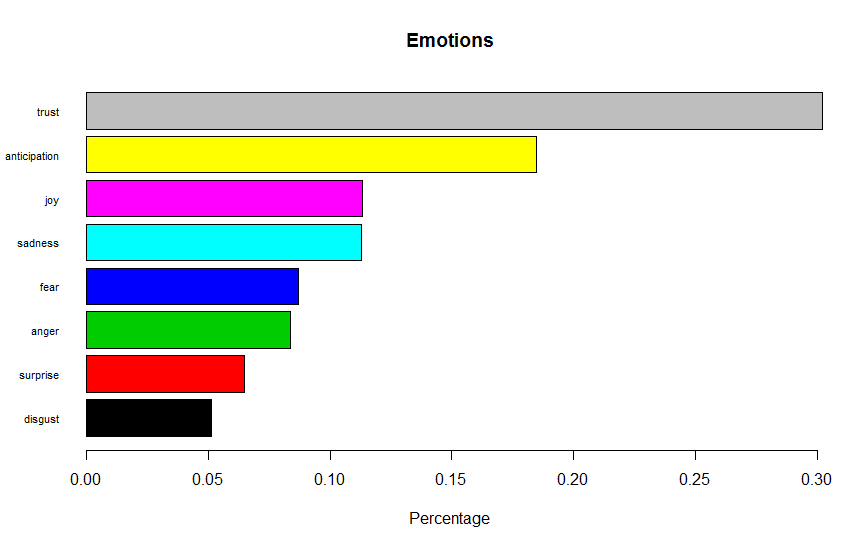 Emotions
trust
anticipation
joy
sadness
fear
anger
surprise
disgust
0.00 0.05 0.10 0.15 0.20 0.25 0.30
Percentage